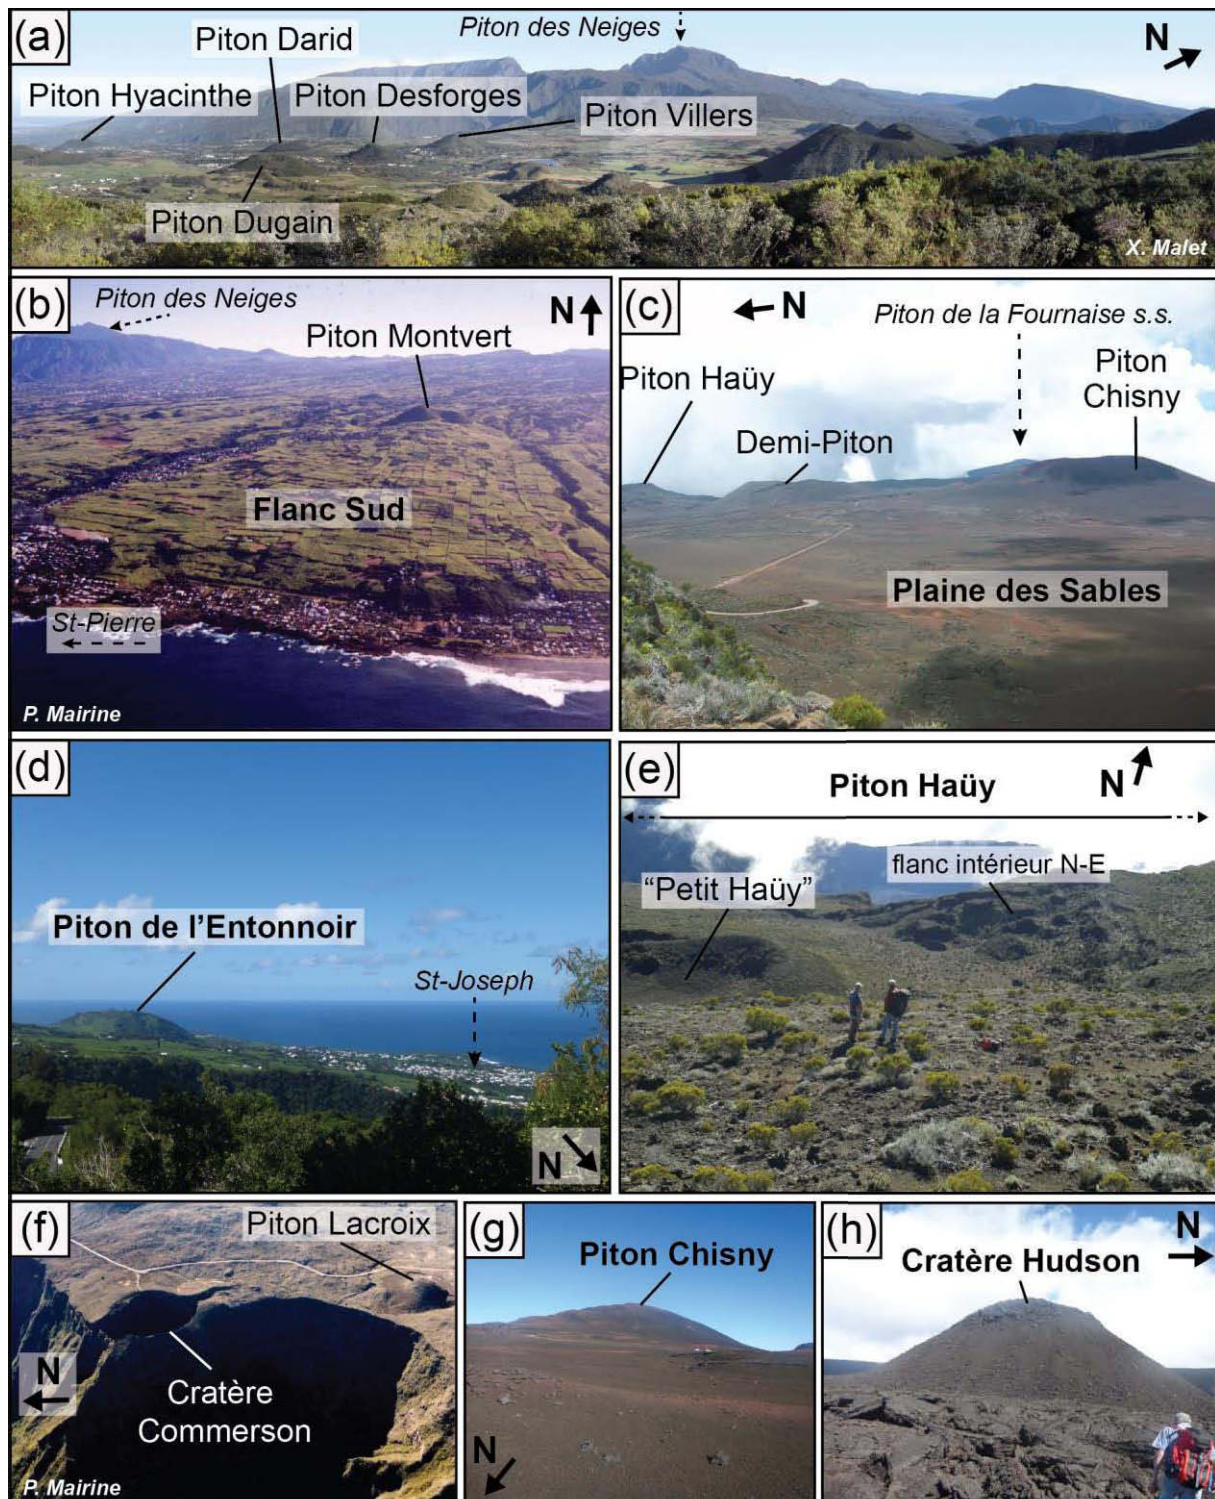 (a)
Piton des Neiges
N
Piton Darid
Piton Hyacinthe
Piton Desforges
Piton Villers
Piton Dugain
X. Malet
(b)
Piton des Neiges
N
Piton Montvert
Flanc Sud
St-Pierre
P. Mairine
(c)
N
Piton de la Fournaise s.s.
Piton Haüy
Piton
Chisny
Demi-Piton
Plaine des Sables
(d)
Piton de l'Entonnoir
St-Joseph
N
(e)
Piton Haüy
N
flanc intérieur N-E
“Petit Haüy”
(f)
Piton Lacroix
N
Cratère
Commerson
P. Mairine
(g)
Piton Chisny
N
(h)
N
Cratère Hudson